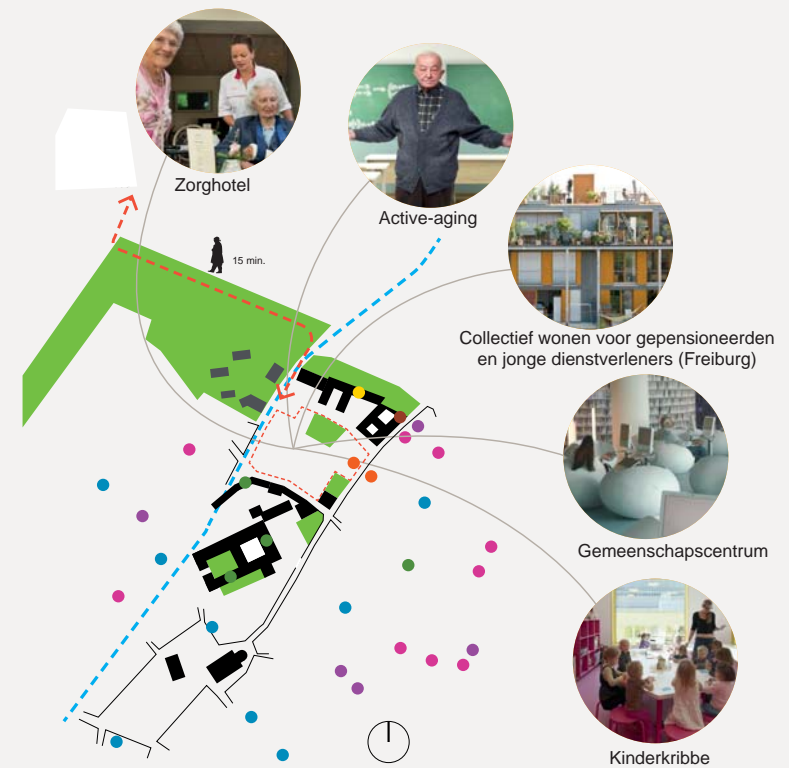 Zorghotel
Active-aging
15 min.
Collectief wonen voor gepensioneerden
en jonge dienstverleners (Freiburg)
Gemeenschapscentrum
Kinderkribbe